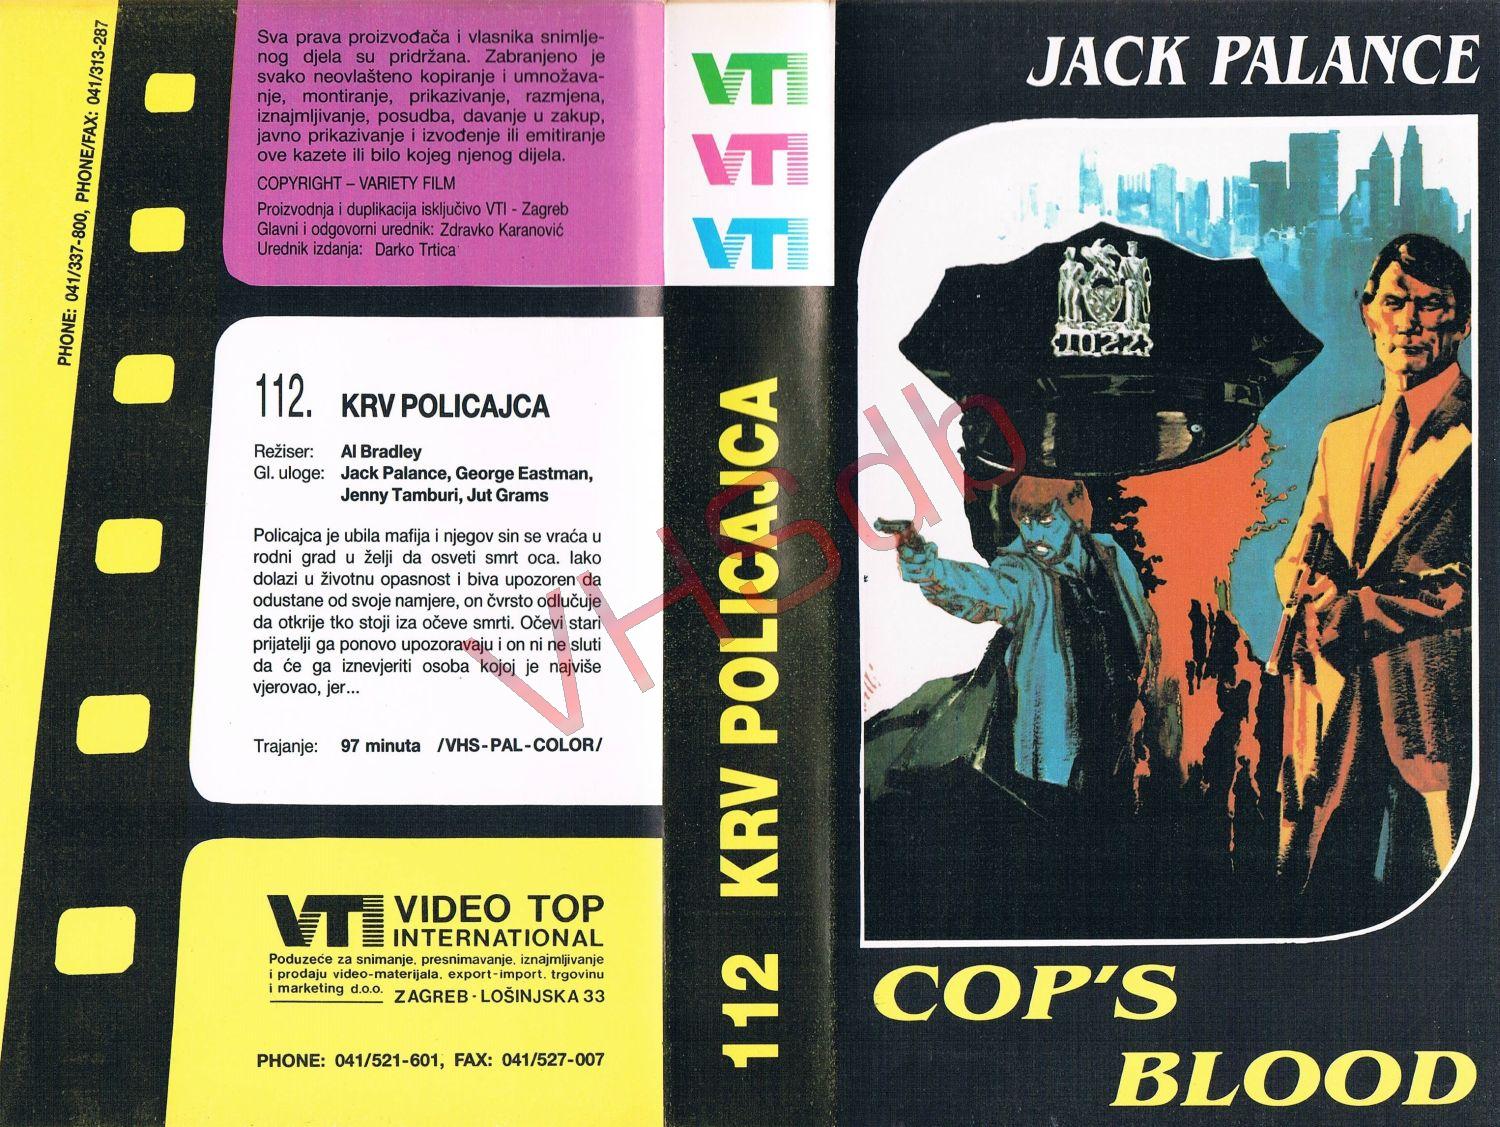 PHONE: 041/337-800, PHONE/FAX: 041/313-287
Sva prava proizvođača i vlasnika snimlje-
nog djela su pridržana. Zabranjeno je
svako neovlašteno kopiranje i umnožava-
nje, montiranje, prikazivanje, razmjena,
iznajmljivanje, posudba, davanje u zakup,
javno prikazivanje i izvođenje ili emitiranje
ove kazete ili bilo kojeg njenog dijela.
COPYRIGHT – VARIETY FILM
Proizvodnja i duplikacija isključivo VTI - Zagreb
Glavni i odgovorni urednik: Zdravko Karanović
Urednik izdanja: Darko Trtica
112. KRV POLICAJCA
Režiser: Al Bradley
Gl. uloge: Jack Palance, George Eastman,
Jenny Tamburi, Jut Grams
Policajca je ubila mafija i njegov sin se vraća u
rodni grad u želji da osveti smrt oca. Iako
dolazi u životnu opasnost i biva upozoren da
odustane od svoje namjere, on čvrsto odlučuje
da otkrije tko stoji iza očeve smrti. Očevi stari
prijatelji ga ponovo upozoravaju i on ni ne sluti
da će ga iznevjeriti osoba kojoj je najviše
vjerovao, jer...
Trajanje: 97 minuta /VHS-PAL-COLOR/
VTI VIDEO TOP
INTERNATIONAL
Poduzeće za snimanje, presnimavanje, iznajmljivanje
i prodaju video-materijala, export-import, trgovinu
i marketing d.o.o. ZAGREB · LOŠINJSKA 33
PHONE: 041/521-601, FAX: 041/527-007
VTI
VTI
VTI
112 KRV POLICAJCA
JACK PALANCE
1022
COP'S
BLOOD
VHSdb